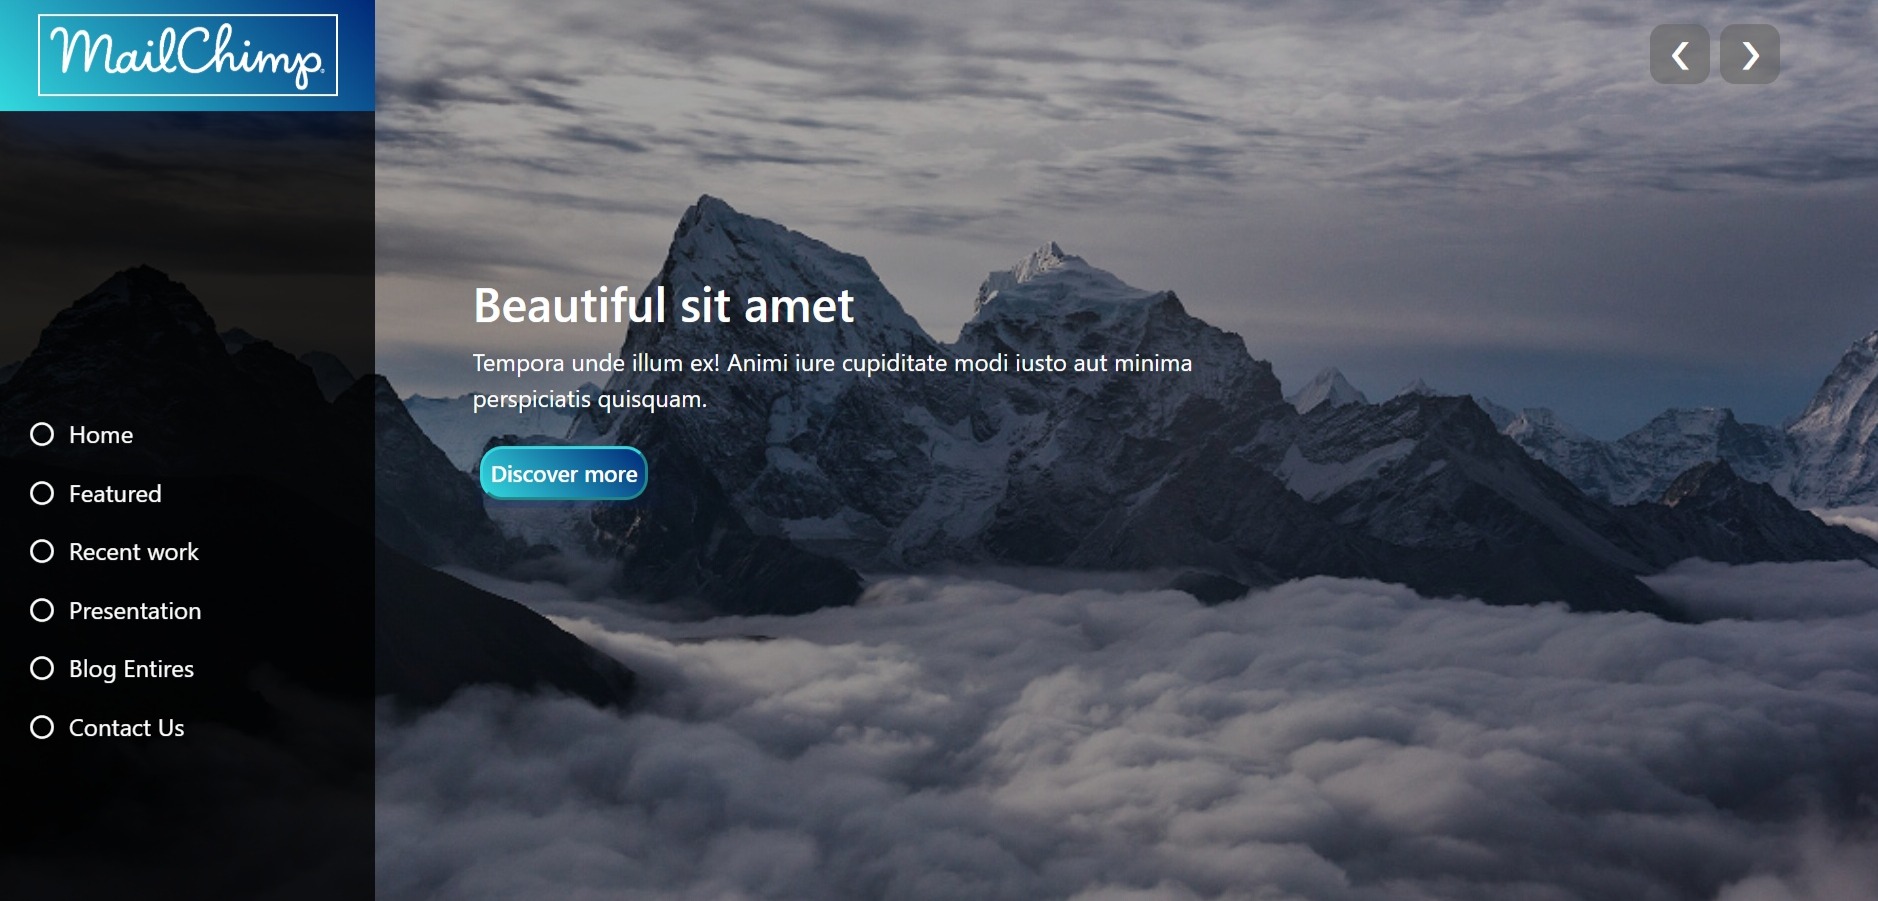 MailChimp
Home
Featured
Recent work
Presentation
Blog Entires
Contact Us
Beautiful sit amet
Tempora unde illum ex! Animi iure cupiditate modi iusto aut minima
perspiciatis quisquam.
Discover more